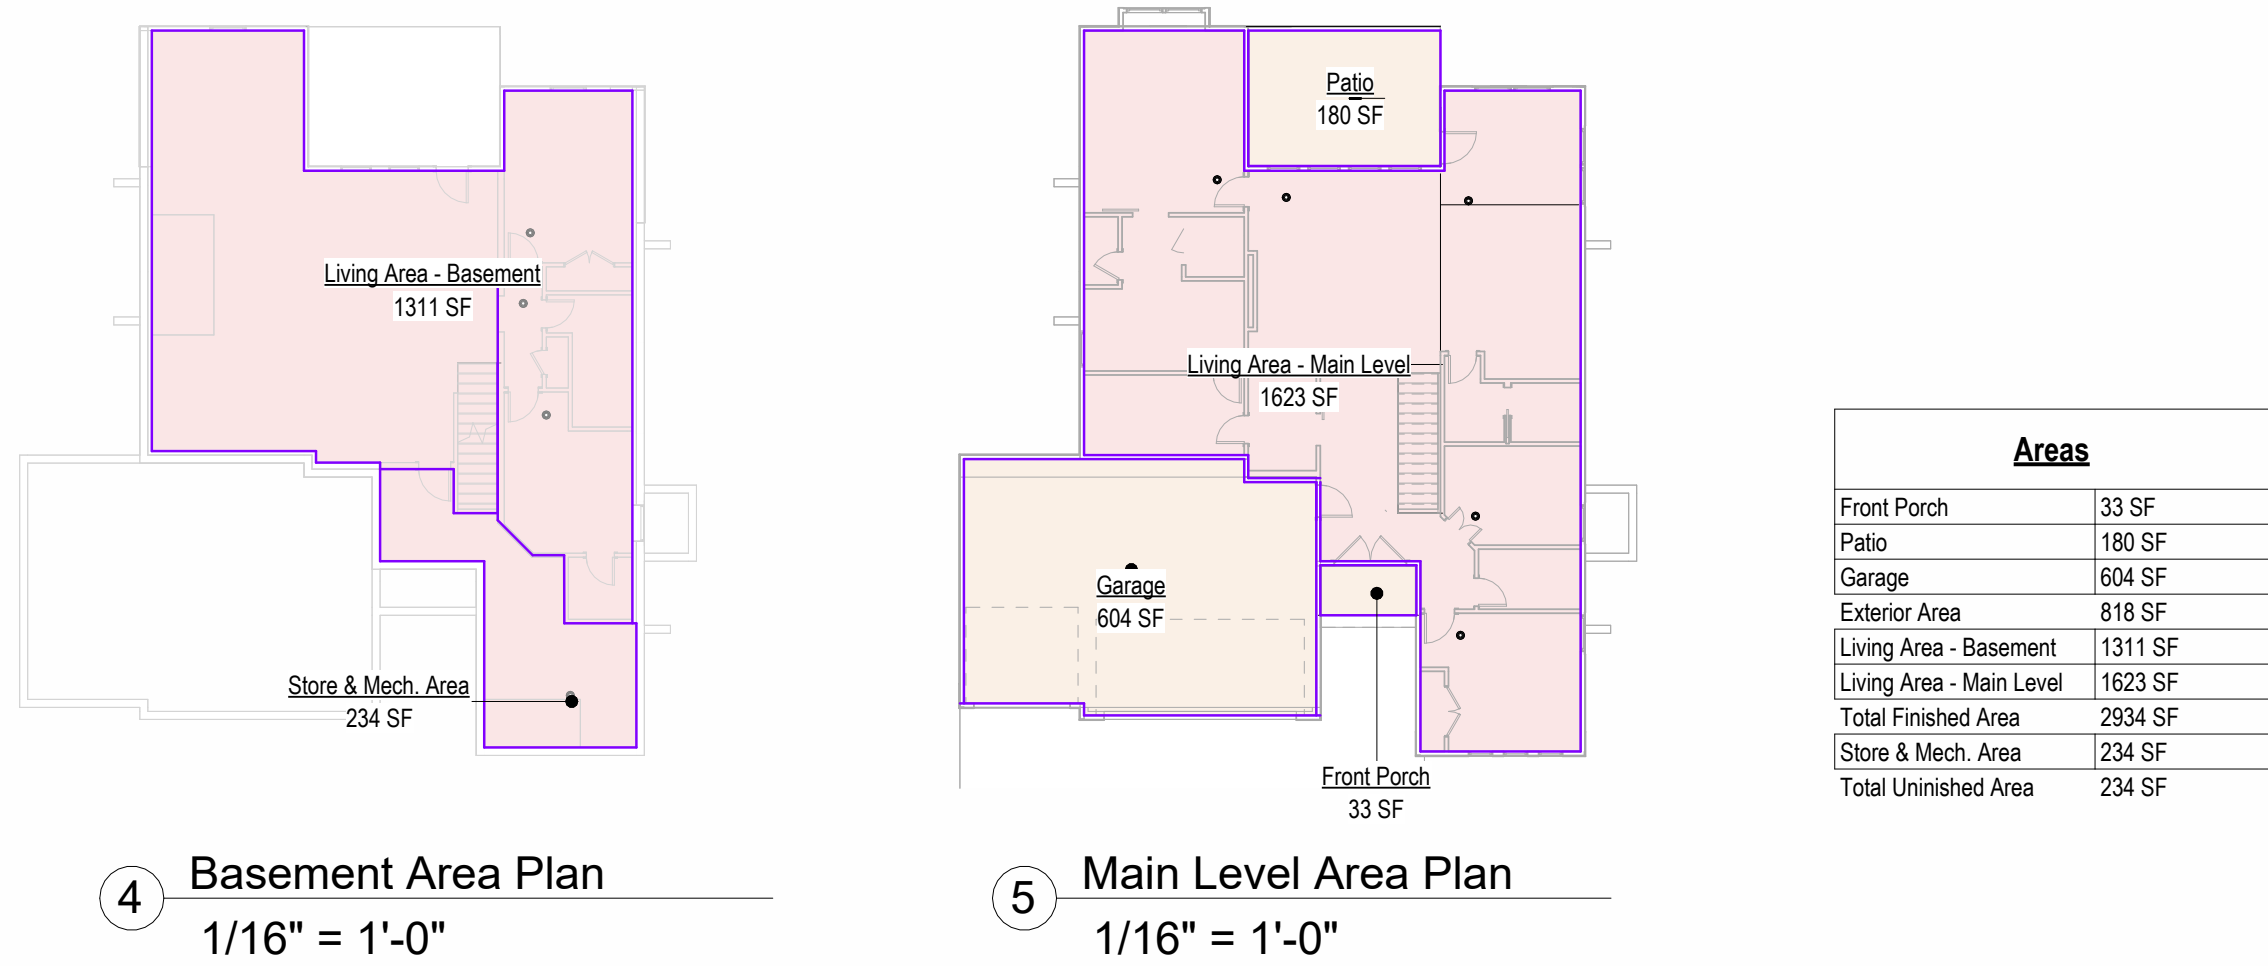 Living Area - Basement
1311 SF
Store & Mech. Area
234 SF
4
Basement Area Plan
1/16" = 1'-0"
Patio
180 SF
Living Area - Main Level
1623 SF
Garage
604 SF
Front Porch
33 SF
5
Main Level Area Plan
1/16" = 1'-0"
Areas
Front Porch 33 SF
Patio 180 SF
Garage 604 SF
Exterior Area 818 SF
Living Area - Basement 1311 SF
Living Area - Main Level 1623 SF
Total Finished Area 2934 SF
Store & Mech. Area 234 SF
Total Uninished Area 234 SF